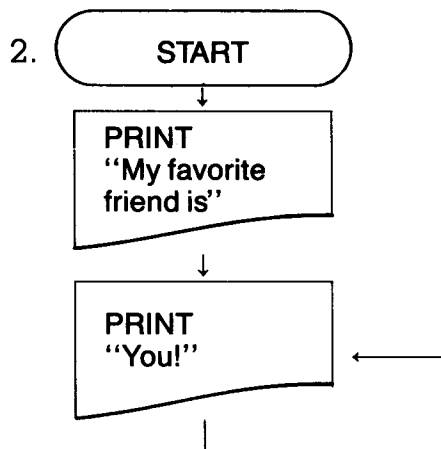 2. START
PRINT
‘‘My favorite
friend is’’
PRINT
‘‘You!’’